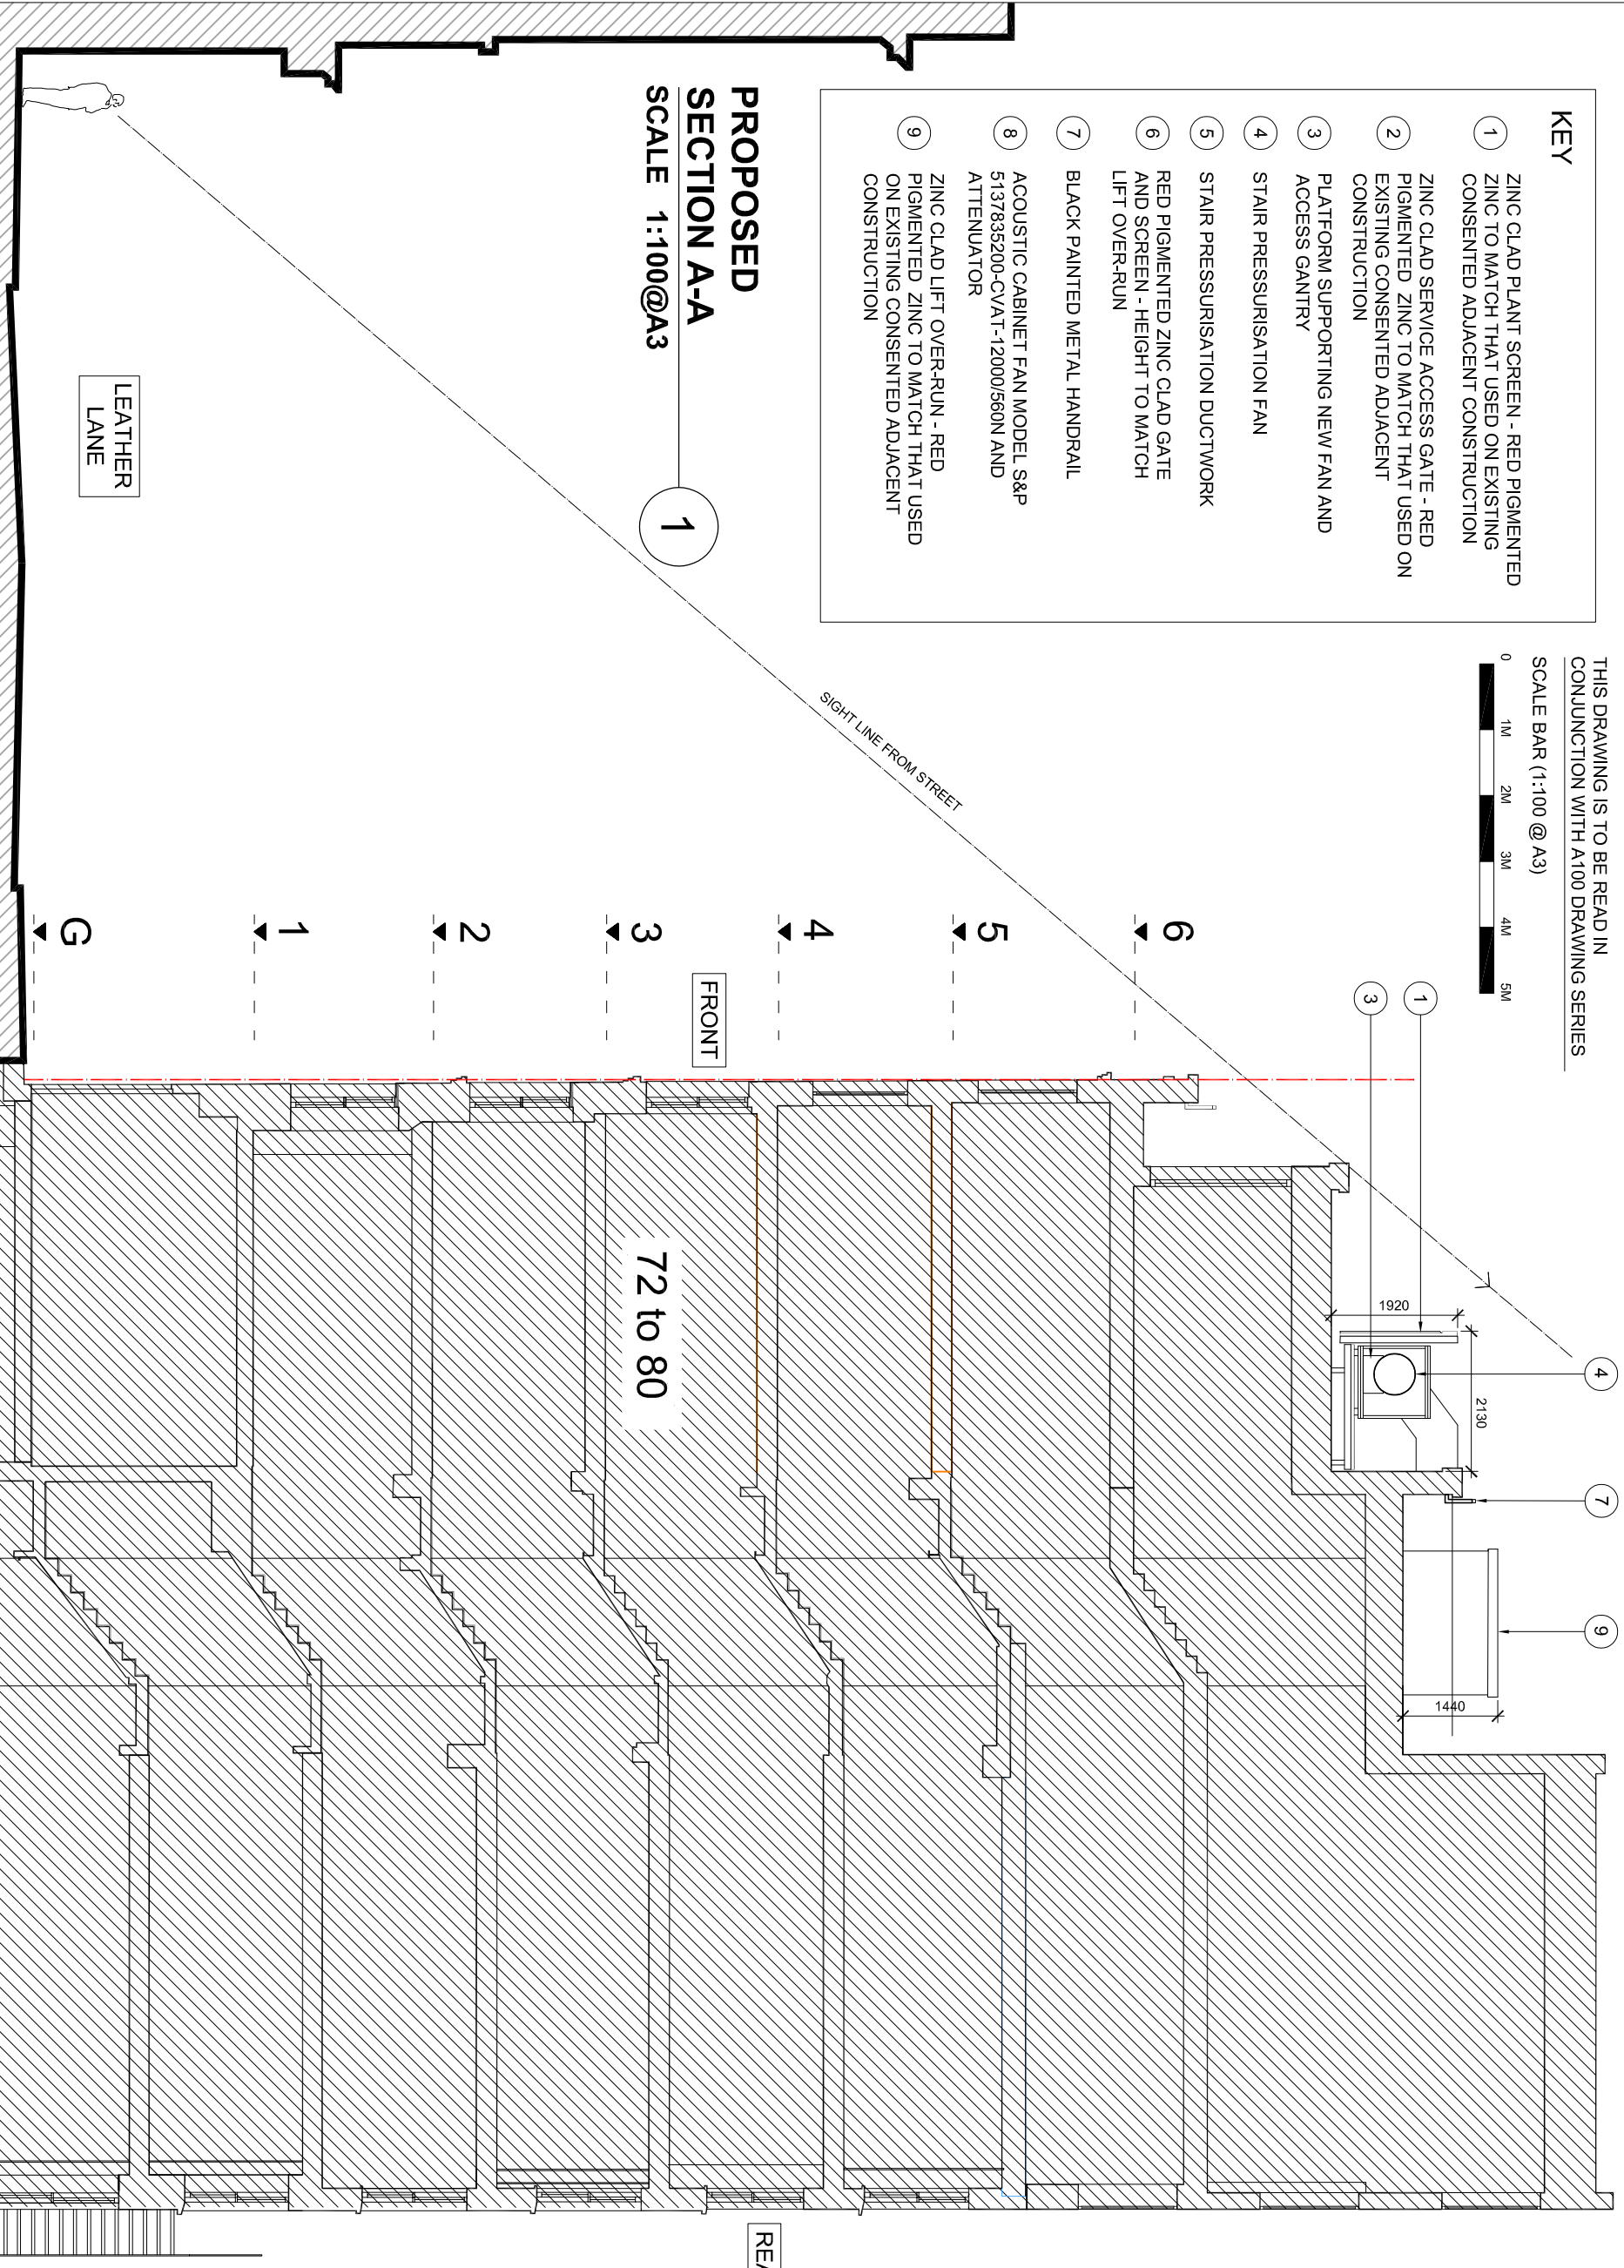 KEY
1
ZINC CLAD PLANT SCREEN - RED PIGMENTED
ZINC TO MATCH THAT USED ON EXISTING
CONSENTED ADJACENT CONSTRUCTION
2
ZINC CLAD SERVICE ACCESS GATE - RED
PIGMENTED ZINC TO MATCH THAT USED ON
EXISTING CONSENTED ADJACENT
CONSTRUCTION
3
PLATFORM SUPPORTING NEW FAN AND
ACCESS GANTRY
4
STAIR PRESSURISATION FAN
5
STAIR PRESSURISATION DUCTWORK
6
RED PIGMENTED ZINC CLAD GATE
AND SCREEN - HEIGHT TO MATCH
LIFT OVER-RUN
7
BLACK PAINTED METAL HANDRAIL
8
ACOUSTIC CABINET FAN MODEL S&P
5137835200-CVAT-12000/560N AND
ATTENUATOR
9
ZINC CLAD LIFT OVER-RUN - RED
PIGMENTED ZINC TO MATCH THAT USED
ON EXISTING CONSENTED ADJACENT
CONSTRUCTION
THIS DRAWING IS TO BE READ IN
CONJUNCTION WITH A100 DRAWING SERIES
SCALE BAR (1:100 @ A3)
0 1M 2M 3M 4M 5M
1
3
4
7
9
1920
2130
1440
PROPOSED
SECTION A-A
SCALE 1:100@A3
1
SIGHT LINE FROM STREET
6
5
4
3
2
1
G
FRONT
72 to 80
LEATHER
LANE